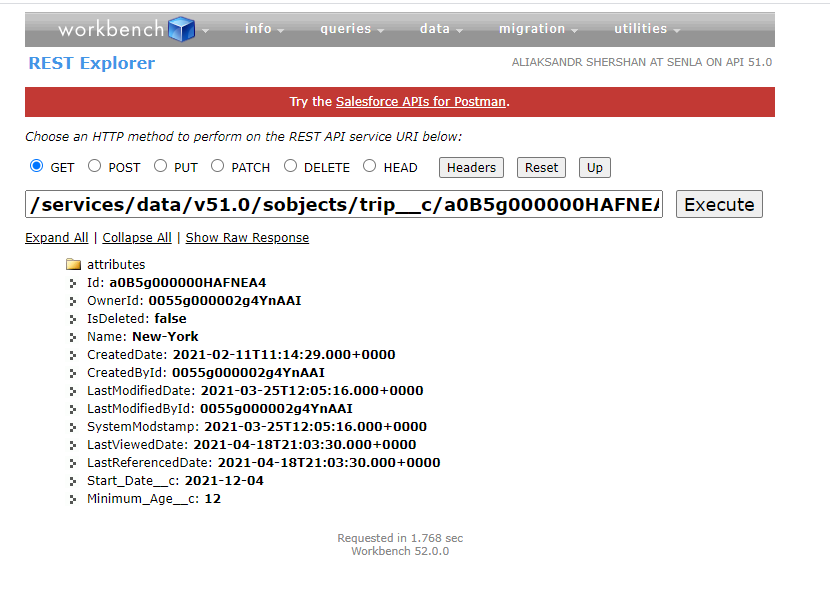 workbench info queries data migration utilities
REST Explorer ALIAKSANDR SHERSHAN AT SENLA ON API 51.0
Try the Salesforce APIs for Postman.
Choose an HTTP method to perform on the REST API service URI below:
GET POST PUT PATCH DELETE HEAD Headers Reset Up
/services/data/v51.0/sobjects/trip__c/a0B5g000000HAFNEA Execute
Expand All | Collapse All | Show Raw Response
attributes
Id: a0B5g000000HAFNEA4
OwnerId: 0055g000002g4YnAAI
IsDeleted: false
Name: New-York
CreatedDate: 2021-02-11T11:14:29.000+0000
CreatedById: 0055g000002g4YnAAI
LastModifiedDate: 2021-03-25T12:05:16.000+0000
LastModifiedById: 0055g000002g4YnAAI
SystemModstamp: 2021-03-25T12:05:16.000+0000
LastViewedDate: 2021-04-18T21:03:30.000+0000
LastReferencedDate: 2021-04-18T21:03:30.000+0000
Start_Date__c: 2021-12-04
Minimum_Age__c: 12
Requested in 1.768 sec
Workbench 52.0.0